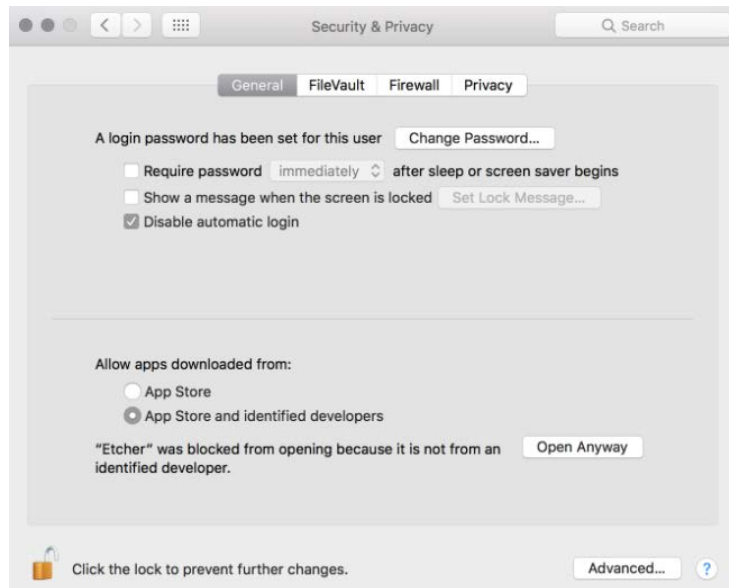 Security & Privacy
Search
General FileVault Firewall Privacy
A login password has been set for this user Change Password...
Require password immediately after sleep or screen saver begins
Show a message when the screen is locked Set Lock Message...
Disable automatic login
Allow apps downloaded from:
App Store
App Store and identified developers
“Etcher” was blocked from opening because it is not from an Open Anyway
identified developer.
Click the lock to prevent further changes. Advanced... ?